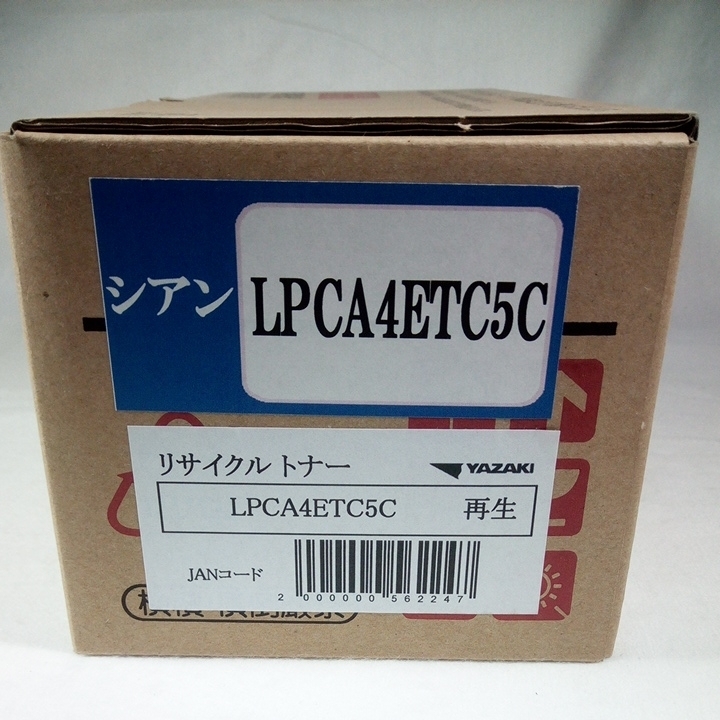 シアン
LPCA4ETC5C
リサイクルトナー YAZAKI
LPCA4ETC5C 再生
JANコード
2 000000 562247